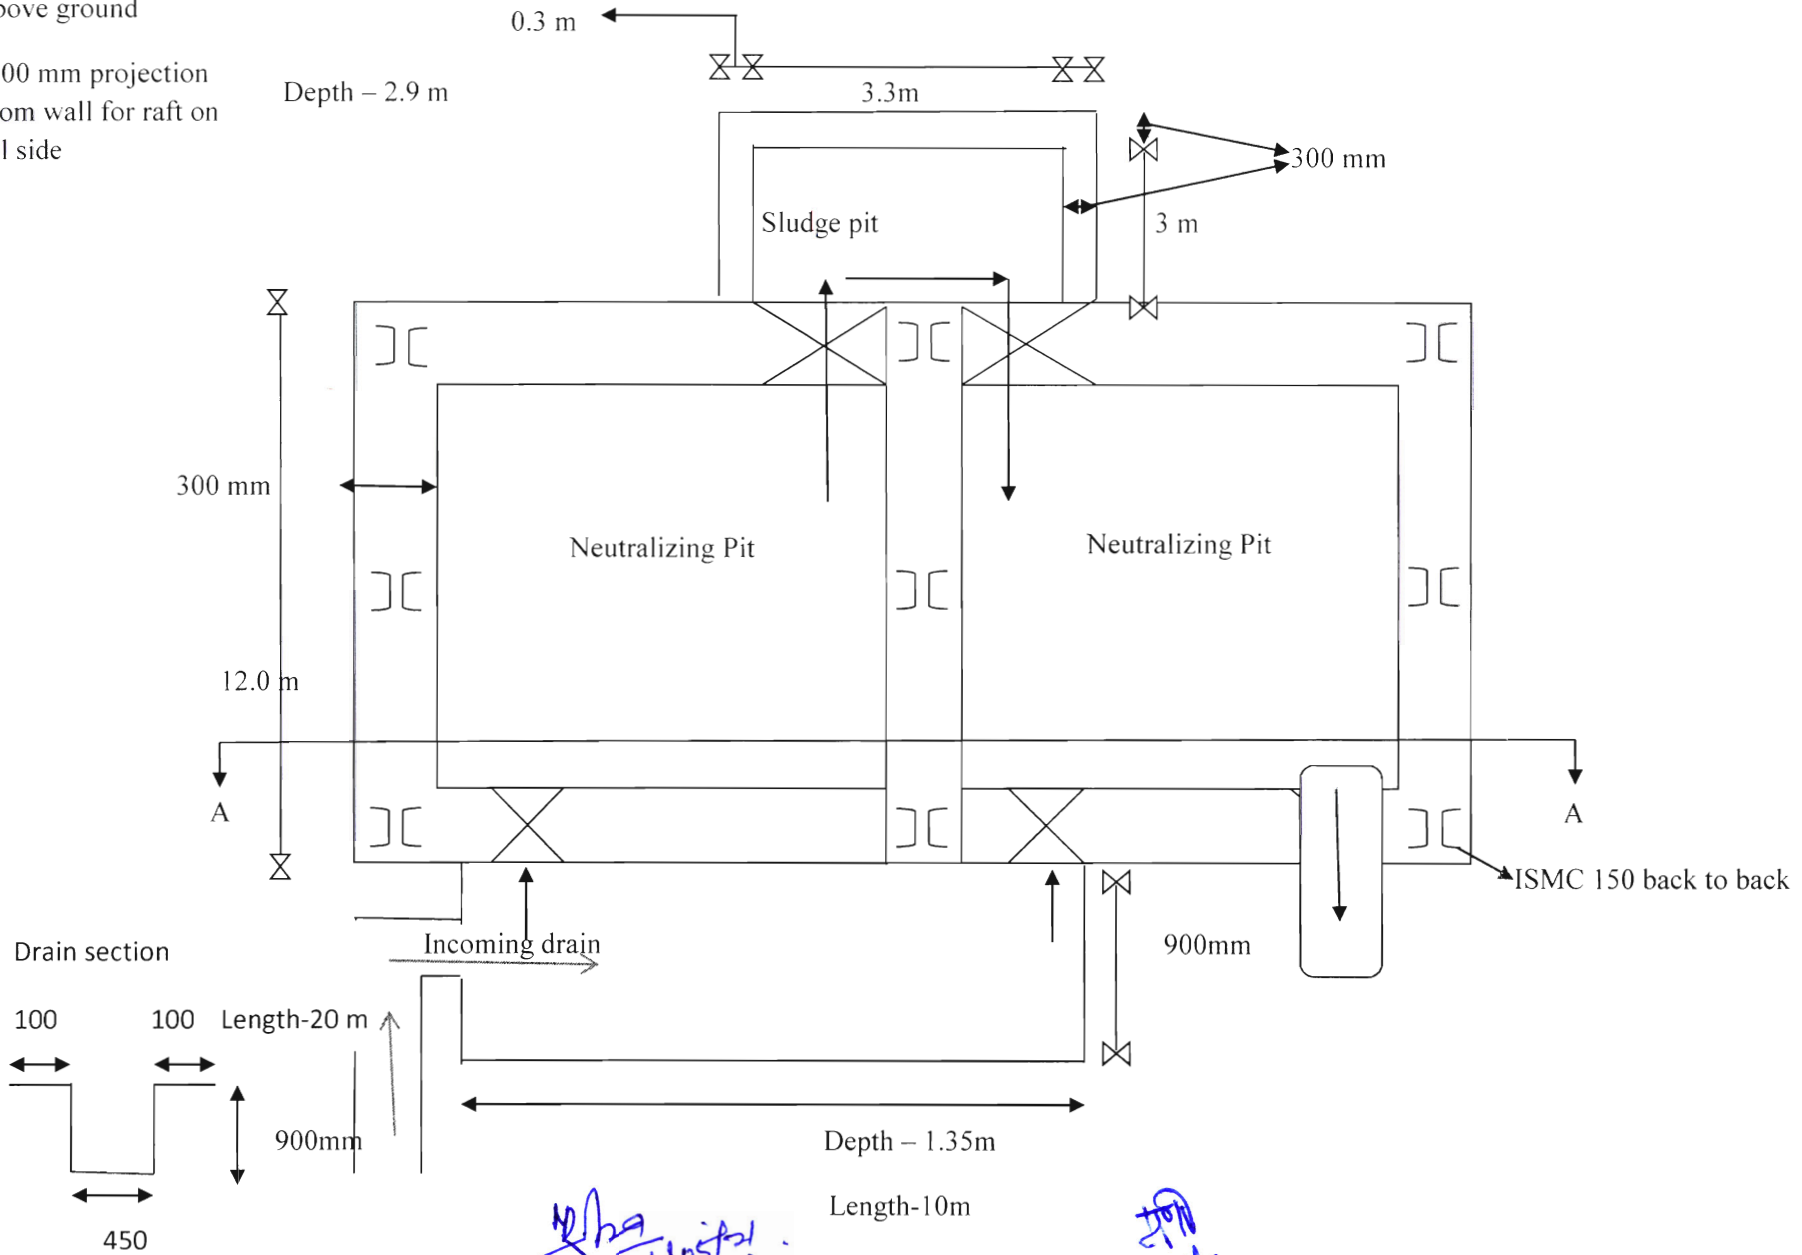 bove ground
0.3 m
00 mm projection
om wall for raft on
l side
Depth – 2.9 m
3.3m
300 mm
Sludge pit
3 m
300 mm
Neutralizing Pit
Neutralizing Pit
12.0 m
A
A
ISMC 150 back to back
Incoming drain
900mm
Drain section
100
100
Length-20 m
900mm
Depth – 1.35m
Length-10m
450